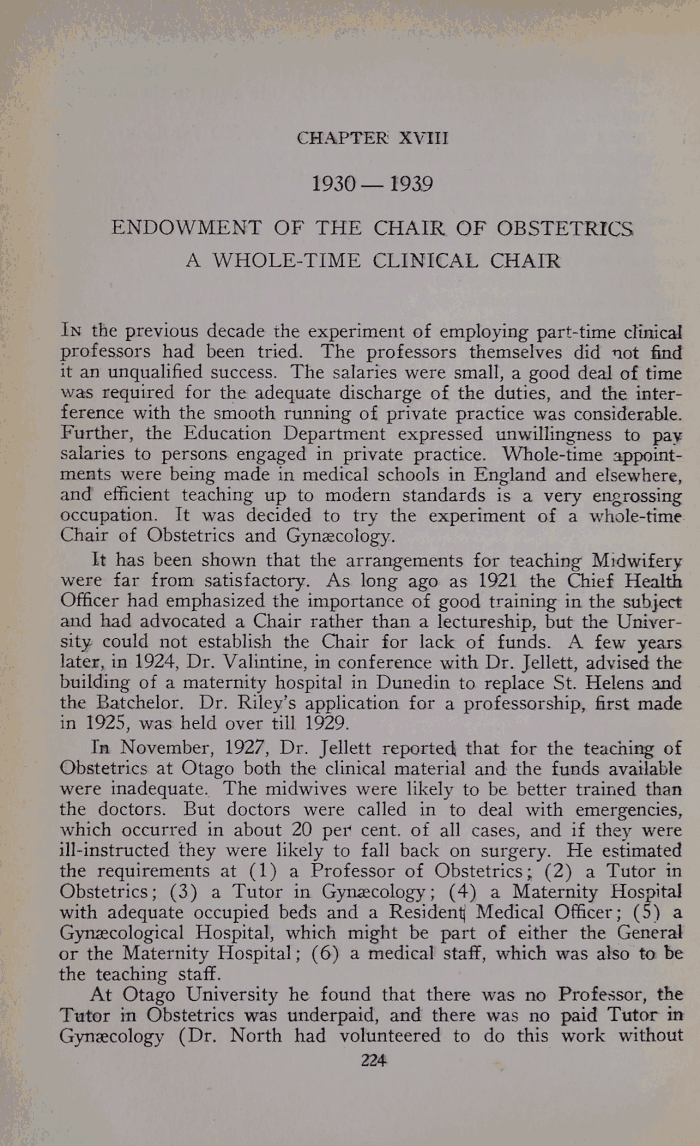 CHAPTER XVIII
1930 — 1939
ENDOWMENT OF THE CHAIR OF OBSTETRICS
A WHOLE-TIME CLINICAL CHAIR
IN the previous decade the experiment of employing part-time clinical
professors had been tried. The professors themselves did not find
it an unqualified success. The salaries were small, a good deal of time
was required for the adequate discharge of the duties, and the inter-
ference with the smooth running of private practice was considerable.
Further, the Education Department expressed unwillingness to pay
salaries to persons engaged in private practice. Whole-time appoint-
ments were being made in medical schools in England and elsewhere,
and efficient teaching up to modern standards is a very engrossing
occupation. It was decided to try the experiment of a whole-time
Chair of Obstetrics and Gynæcology.
It has been shown that the arrangements for teaching Midwifery
were far from satisfactory. As long ago as 1921 the Chief Health
Officer had emphasized the importance of good training in the subject
and had advocated a Chair rather than a lectureship, but the Univer-
sity could not establish the Chair for lack of funds. A few years
later, in 1924, Dr. Valintine, in conference with Dr. Jellett, advised the
building of a maternity hospital in Dunedin to replace St. Helens and
the Batchelor. Dr. Riley's application for a professorship, first made
in 1925, was held over till 1929.
In November, 1927, Dr. Jellett reported that for the teaching of
Obstetrics at Otago both the clinical material and the funds available
were inadequate. The midwives were likely to be better trained than
the doctors. But doctors were called in to deal with emergencies,
which occurred in about 20 per cent. of all cases, and if they were
ill-instructed they were likely to fall back on surgery. He estimated
the requirements at (1) a Professor of Obstetrics; (2) a Tutor in
Obstetrics; (3) a Tutor in Gynæcology; (4) a Maternity Hospital
with adequate occupied beds and a Resident Medical Officer; (5) a
Gynæcological Hospital, which might be part of either the General
or the Maternity Hospital; (6) a medical staff, which was also to be
the teaching staff.
At Otago University he found that there was no Professor, the
Tutor in Obstetrics was underpaid, and there was no paid Tutor in
Gynæcology (Dr. North had volunteered to do this work without
224